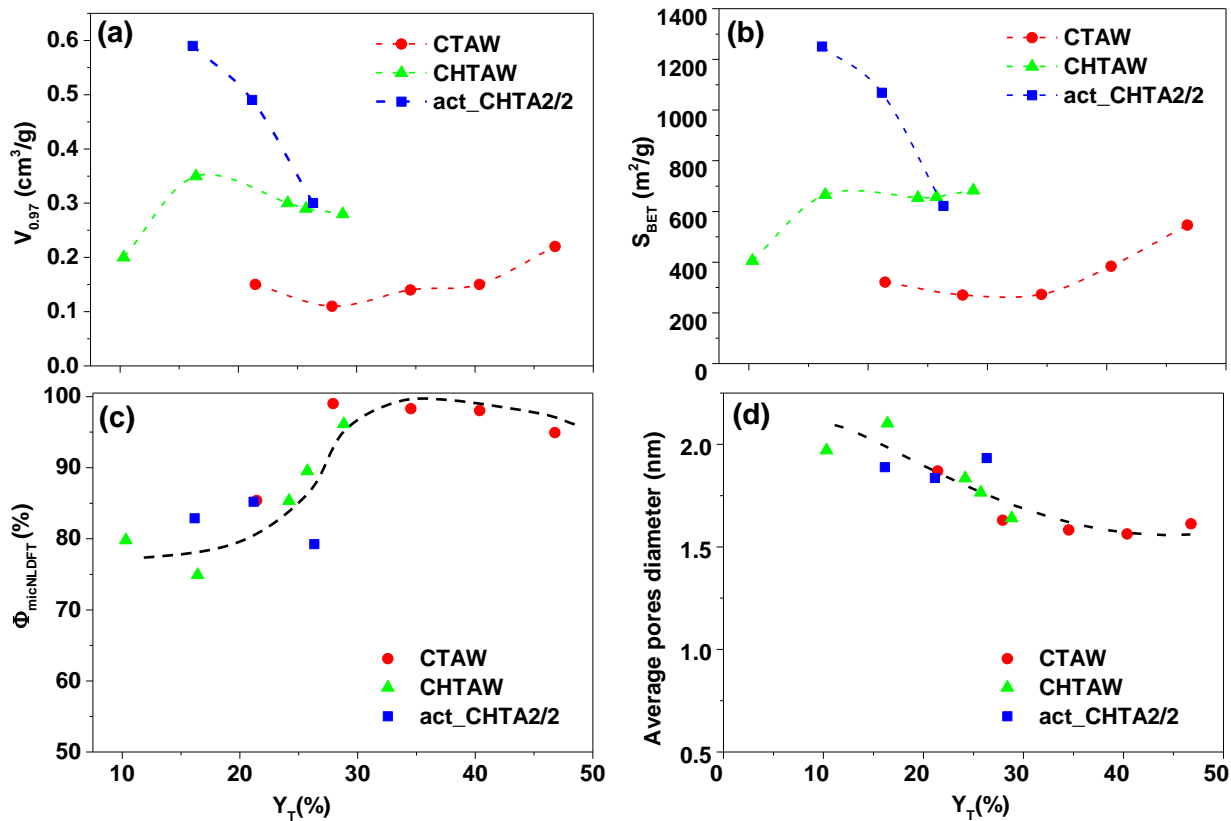 (a)
CTAW
CHTAW
act_CHTA2/2
0.6
0.5
0.4
0.3
0.2
0.1
0.0
V0.97 (cm³/g)
(b)
CTAW
CHTAW
act_CHTA2/2
1400
1200
1000
800
600
400
200
0
SBET (m²/g)
(c)
CTAW
CHTAW
act_CHTA2/2
100
90
80
70
60
50
ΦmicNLDFT (%)
10 20 30 40 50
YT(%)
(d)
CTAW
CHTAW
act_CHTA2/2
2.0
1.5
1.0
0.5
Average pores diameter (nm)
0 10 20 30 40 50
YT(%)